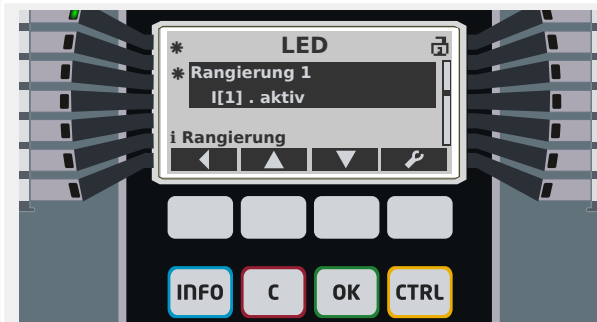 * LED
* Rangierung 1
I[1] . aktiv
i Rangierung
INFO C OK CTRL